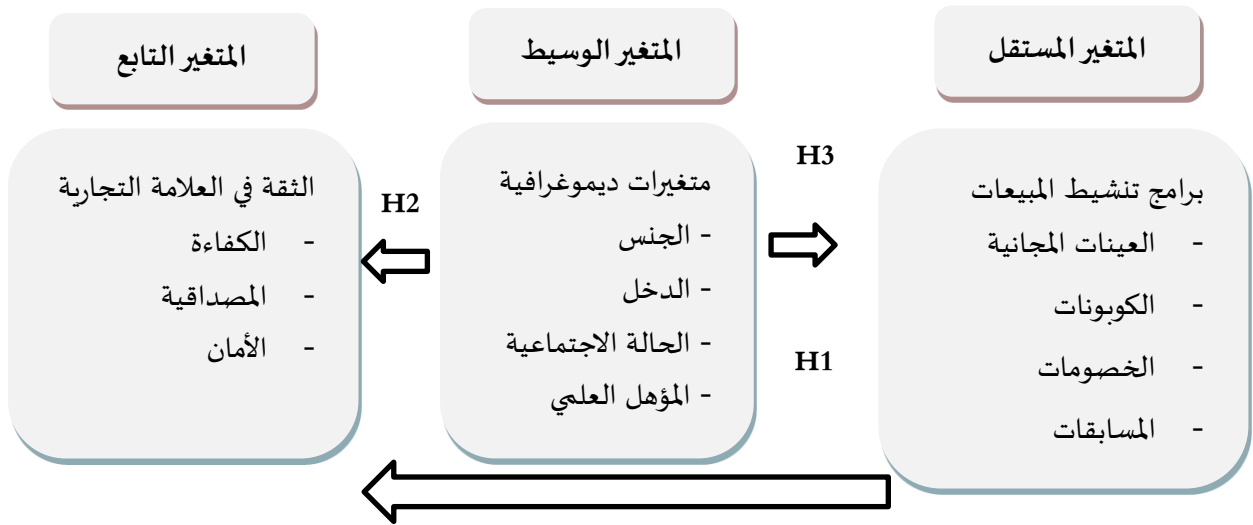 المتغير المستقل
المتغير الوسيط
المتغير التابع
برامج تنشيط المبيعات
- العينات المجانية
- الكوبونات
- الخصومات
- المسابقات
H3
H1
متغيرات ديموغرافية
- الجنس
- الدخل
- الحالة الاجتماعية
- المؤهل العلمي
H2
الثقة في العلامة التجارية
- الكفاءة
- المصداقية
- الأمان